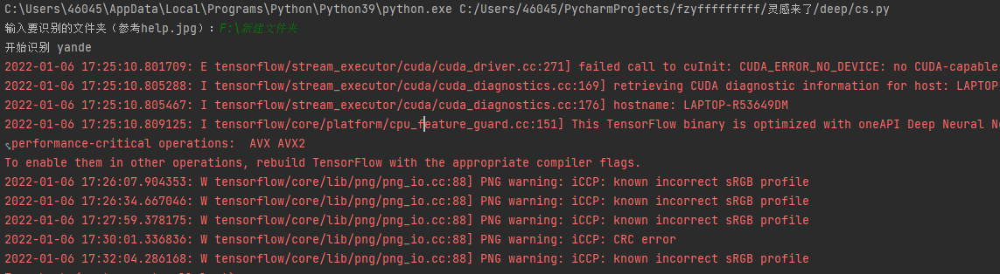 C:\Users\46045\AppData\Local\Programs\Python\Python39\python.exe C:/Users/46045/PycharmProjects/fzyfffffffff/灵感来了/deep/cs.py
输入要识别的文件夹（参考help.jpg）：F:\新建文件夹
开始识别 yande
2022-01-06 17:25:10.801709: E tensorflow/stream_executor/cuda/cuda_driver.cc:271] failed call to cuInit: CUDA_ERROR_NO_DEVICE: no CUDA-capable
2022-01-06 17:25:10.805288: I tensorflow/stream_executor/cuda/cuda_diagnostics.cc:169] retrieving CUDA diagnostic information for host: LAPTOP
2022-01-06 17:25:10.805467: I tensorflow/stream_executor/cuda/cuda_diagnostics.cc:176] hostname: LAPTOP-R53649DM
2022-01-06 17:25:10.809125: I tensorflow/core/platform/cpu_feature_guard.cc:151] This TensorFlow binary is optimized with oneAPI Deep Neural
performance-critical operations:  AVX AVX2
To enable them in other operations, rebuild TensorFlow with the appropriate compiler flags.
2022-01-06 17:26:07.904353: W tensorflow/core/lib/png/png_io.cc:88] PNG warning: iCCP: known incorrect sRGB profile
2022-01-06 17:26:34.667046: W tensorflow/core/lib/png/png_io.cc:88] PNG warning: iCCP: known incorrect sRGB profile
2022-01-06 17:27:59.378175: W tensorflow/core/lib/png/png_io.cc:88] PNG warning: iCCP: known incorrect sRGB profile
2022-01-06 17:30:01.336836: W tensorflow/core/lib/png/png_io.cc:88] PNG warning: iCCP: CRC error
2022-01-06 17:32:04.286168: W tensorflow/core/lib/png/png_io.cc:88] PNG warning: iCCP: known incorrect sRGB profile